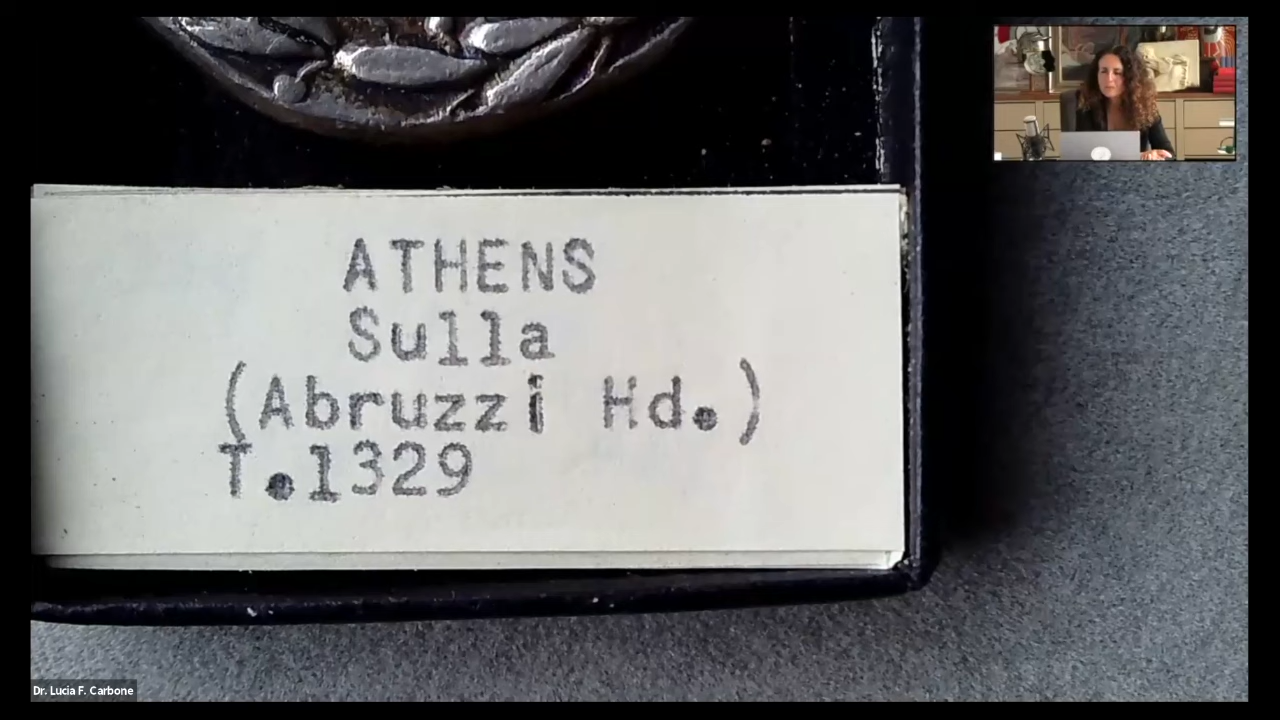 ATHENS
Sulla
(Abruzzi Hd.)
T.1329
Dr. Lucia F. Carbone